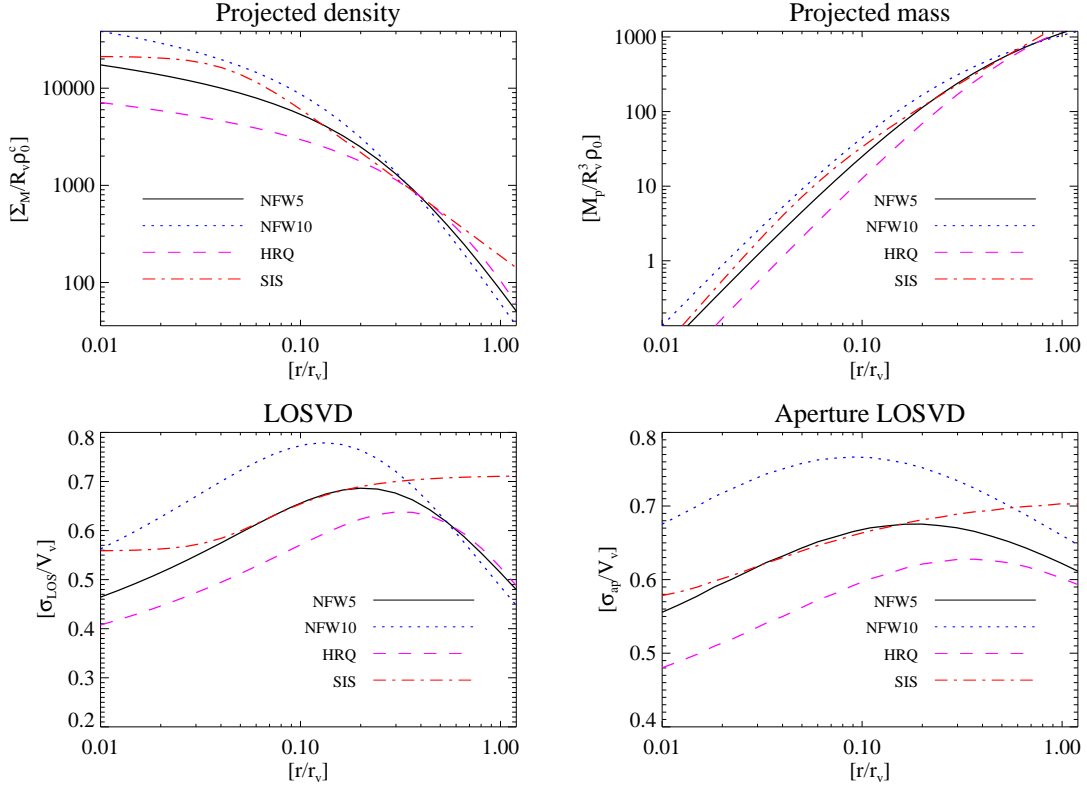 Projected density
[Σ_M/R_vρ_0^c]
10000
1000
100
NFW5
NFW10
HRQ
SIS
0.01
0.10
1.00
[r/r_v]
Projected mass
[M_p/R_v^3ρ_0]
1000
100
10
1
NFW5
NFW10
HRQ
SIS
0.01
0.10
1.00
[r/r_v]
LOSVD
[σ_LOS/V_v]
0.8
0.7
0.6
0.5
0.4
0.3
0.2
NFW5
NFW10
HRQ
SIS
0.01
0.10
1.00
[r/r_v]
Aperture LOSVD
[σ_ap/V_v]
0.8
0.7
0.6
0.5
0.4
NFW5
NFW10
HRQ
SIS
0.01
0.10
1.00
[r/r_v]